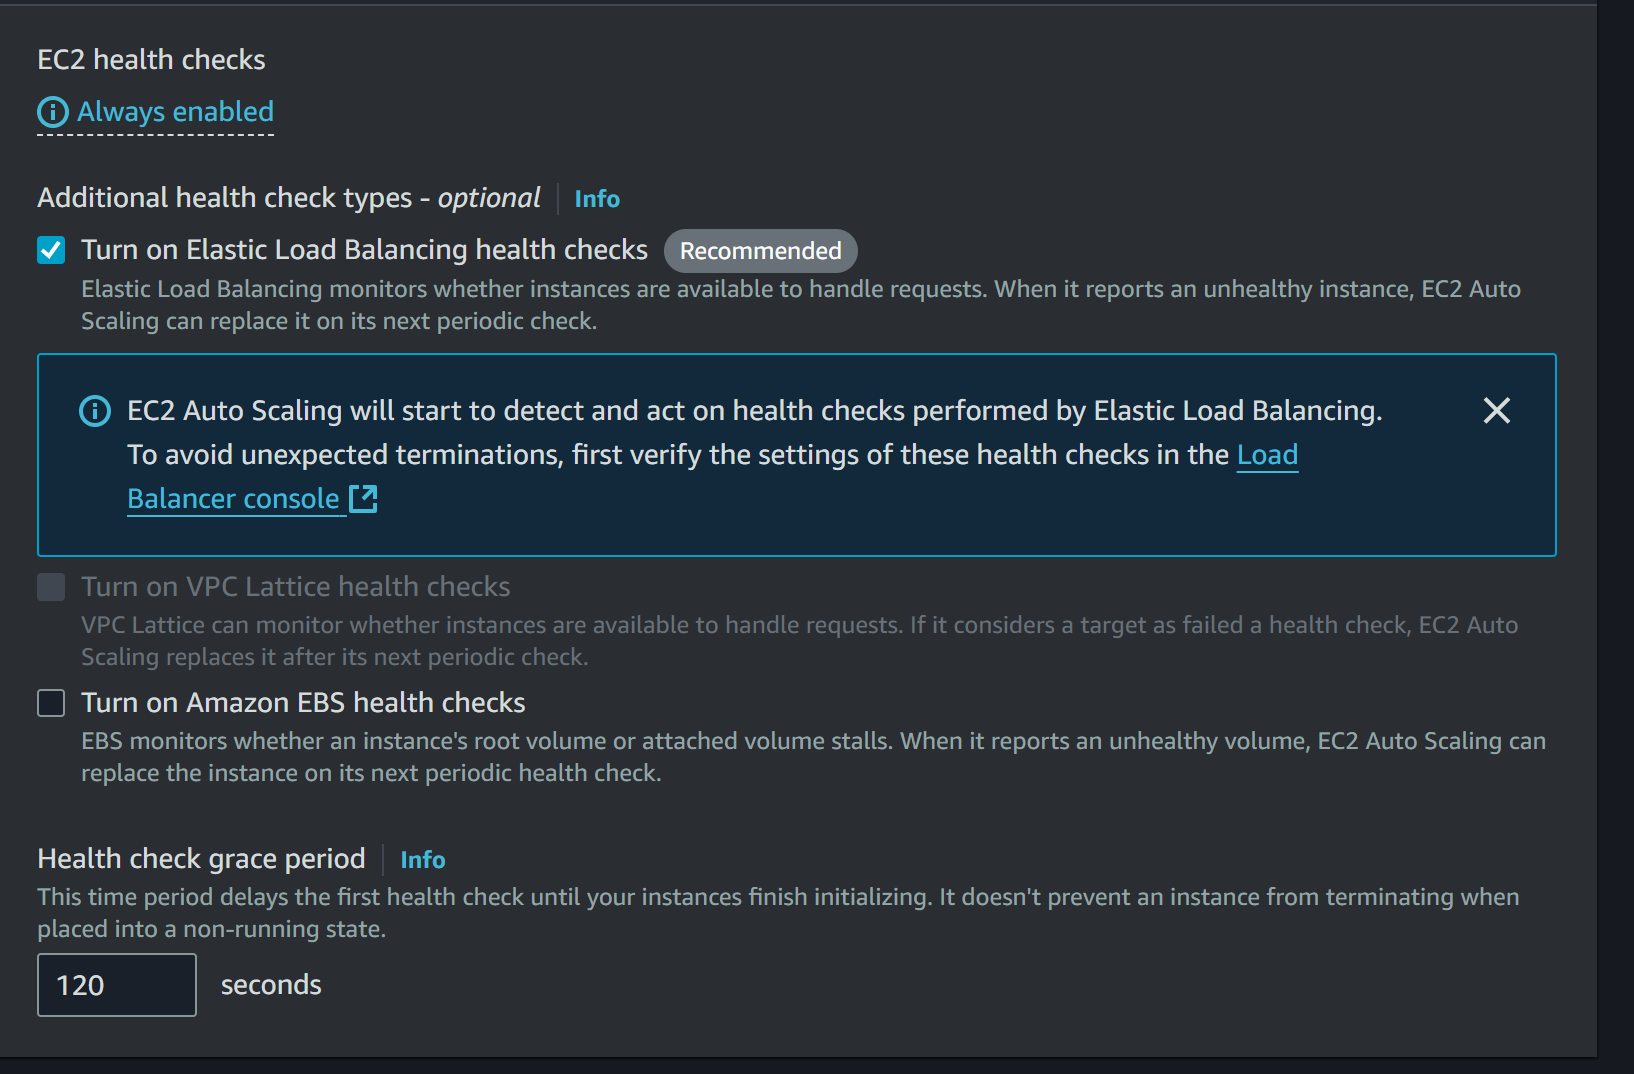 EC2 health checks
Always enabled
Additional health check types - optional Info
Turn on Elastic Load Balancing health checks Recommended
Elastic Load Balancing monitors whether instances are available to handle requests. When it reports an unhealthy instance, EC2 Auto
Scaling can replace it on its next periodic check.
EC2 Auto Scaling will start to detect and act on health checks performed by Elastic Load Balancing.
To avoid unexpected terminations, first verify the settings of these health checks in the Load
Balancer console
Turn on VPC Lattice health checks
VPC Lattice can monitor whether instances are available to handle requests. If it considers a target as failed a health check, EC2 Auto
Scaling replaces it after its next periodic check.
Turn on Amazon EBS health checks
EBS monitors whether an instance's root volume or attached volume stalls. When it reports an unhealthy volume, EC2 Auto Scaling can
replace the instance on its next periodic health check.
Health check grace period Info
This time period delays the first health check until your instances finish initializing. It doesn't prevent an instance from terminating when
placed into a non-running state.
120 seconds